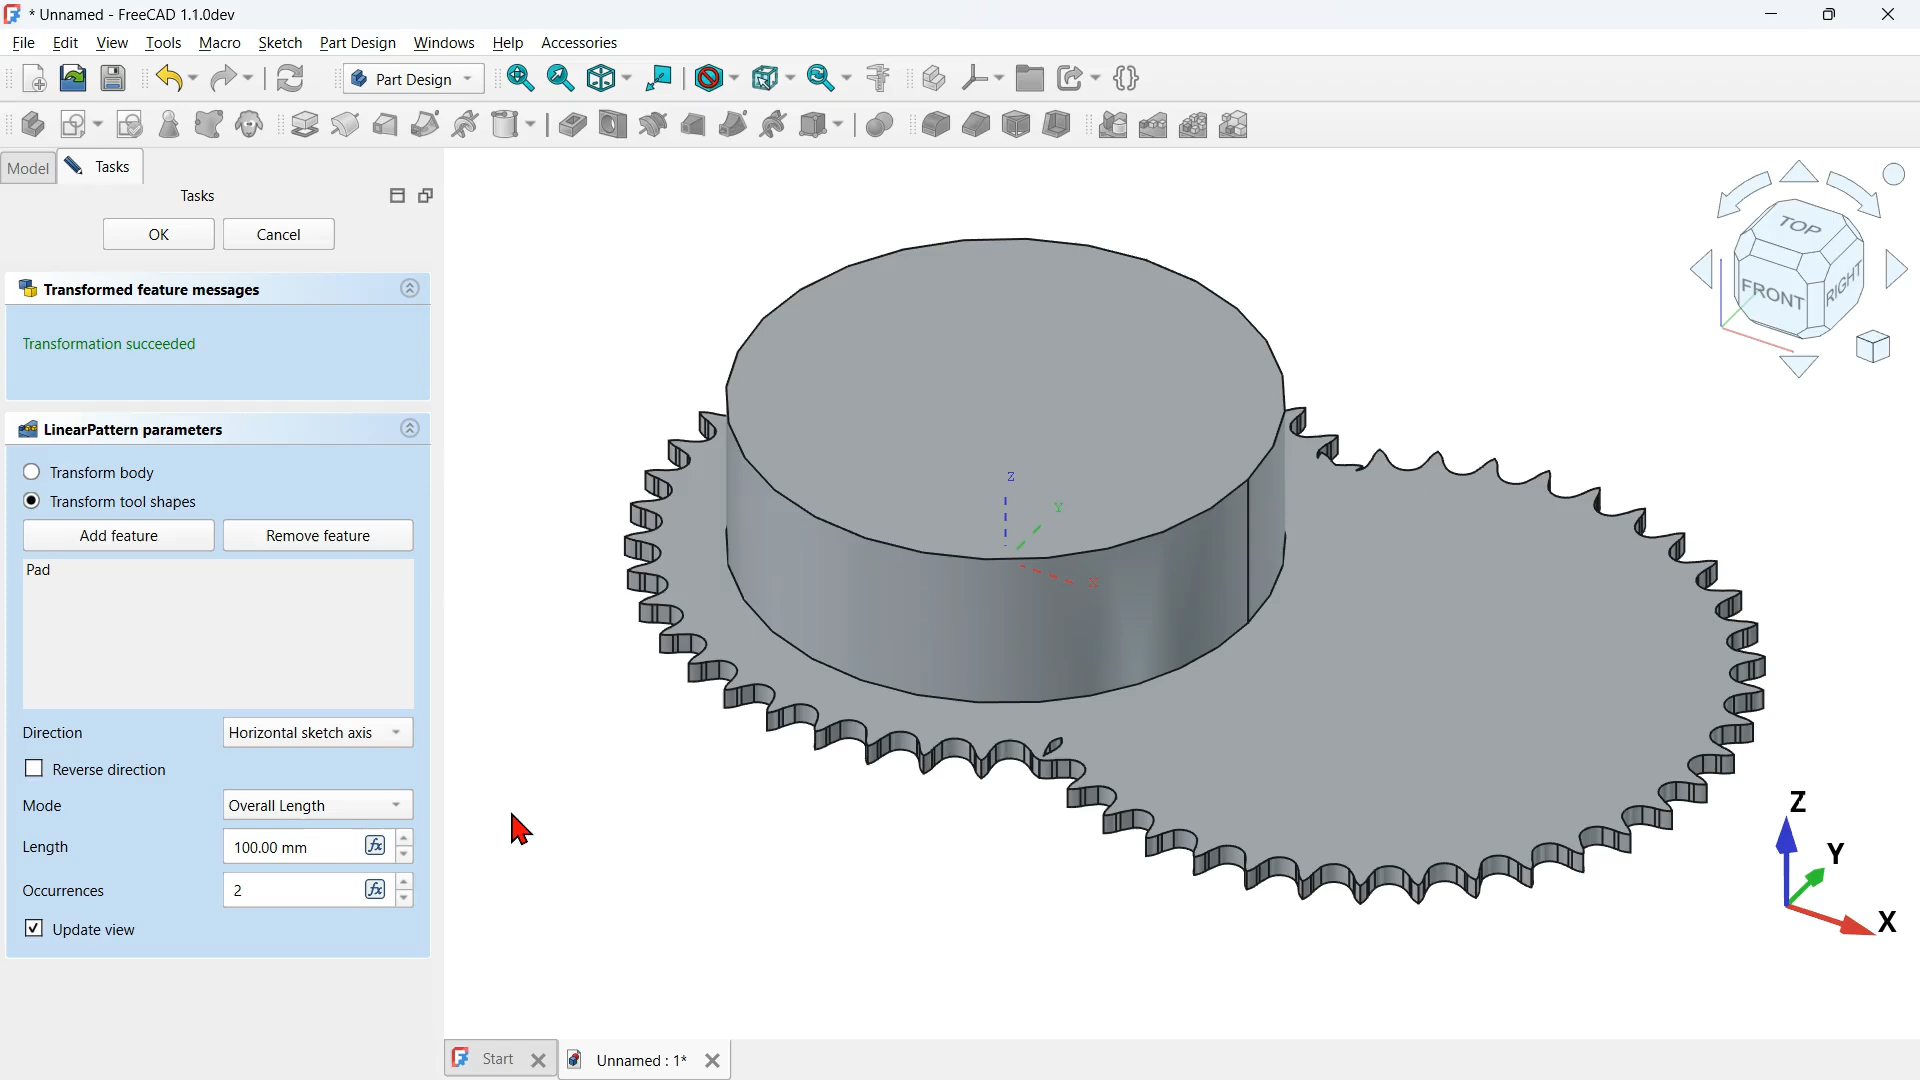 * Unnamed - FreeCAD 1.1.0dev
File Edit View Tools Macro Sketch Part Design Windows Help Accessories
Part Design
Model Tasks
Tasks
OK Cancel
Transformed feature messages
Transformation succeeded
LinearPattern parameters
Transform body
Transform tool shapes
Add feature Remove feature
Pad
Direction Horizontal sketch axis
Reverse direction
Mode Overall Length
Length 100.00 mm
Occurrences 2
Update view
Z
Y
X
TOP
FRONT
RIGHT
Z
Y
X
Start Unnamed : 1*